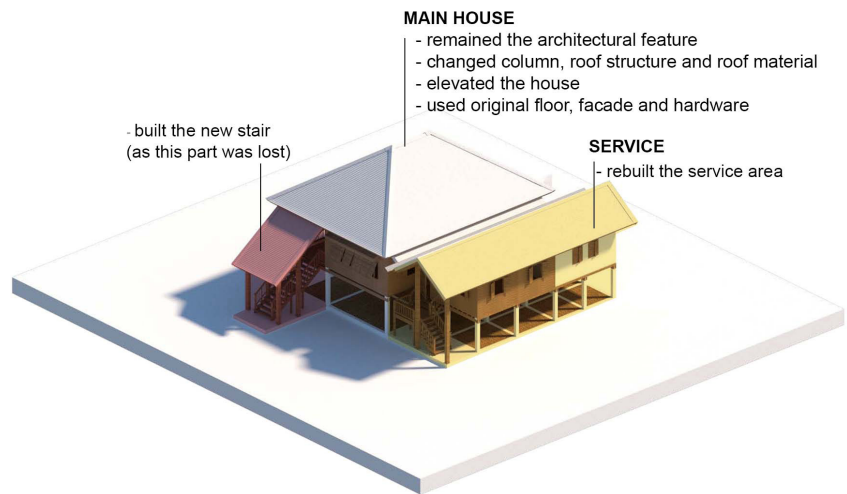 MAIN HOUSE
- remained the architectural feature
- changed column, roof structure and roof material
- elevated the house
- used original floor, facade and hardware
- built the new stair
(as this part was lost)
SERVICE
- rebuilt the service area